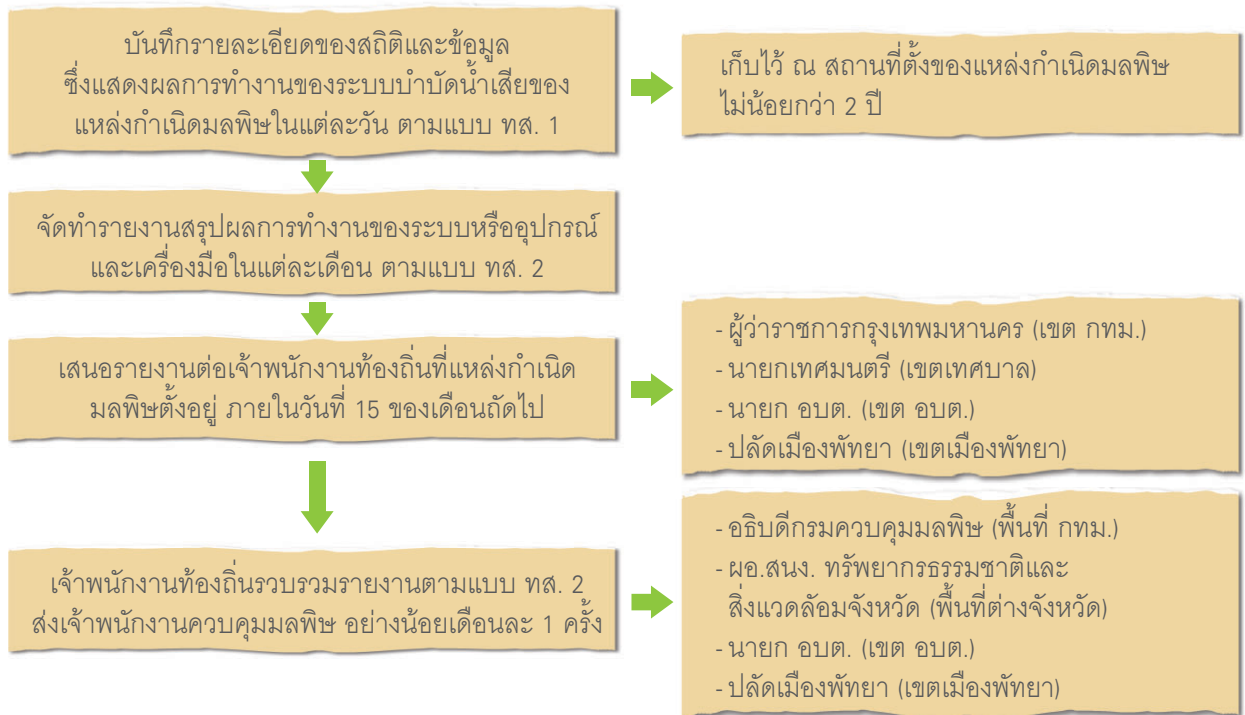 บันทึกรายละเอียดของสถิติและข้อมูล
ซึ่งแสดงผลการทำงานของระบบบำบัดน้ำเสียของ
แหล่งกำเนิดมลพิษในแต่ละวัน ตามแบบ ทส. 1
เก็บไว้ ณ สถานที่ตั้งของแหล่งกำเนิดมลพิษ
ไม่น้อยกว่า 2 ปี
จัดทำรายงานสรุปผลการทำงานของระบบหรืออุปกรณ์
และเครื่องมือในแต่ละเดือน ตามแบบ ทส. 2
เสนอรายงานต่อเจ้าพนักงานท้องถิ่นที่แหล่งกำเนิด
มลพิษตั้งอยู่ ภายในวันที่ 15 ของเดือนถัดไป
- ผู้ว่าราชการกรุงเทพมหานคร (เขต กทม.)
- นายกเทศมนตรี (เขตเทศบาล)
- นายก อบต. (เขต อบต.)
- ปลัดเมืองพัทยา (เขตเมืองพัทยา)
เจ้าพนักงานท้องถิ่นรวบรวมรายงานตามแบบ ทส. 2
ส่งเจ้าพนักงานควบคุมมลพิษ อย่างน้อยเดือนละ 1 ครั้ง
- อธิบดีกรมควบคุมมลพิษ (พื้นที่ กทม.)
- ผอ.สนง. ทรัพยากรธรรมชาติและ
สิ่งแวดล้อมจังหวัด (พื้นที่ต่างจังหวัด)
- นายก อบต. (เขต อบต.)
- ปลัดเมืองพัทยา (เขตเมืองพัทยา)